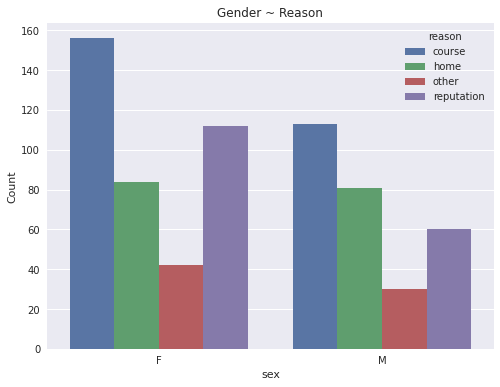 Gender ~ Reason
160
140
120
100
80
60
40
20
0
Count
reason
course
home
other
reputation
F
M
sex